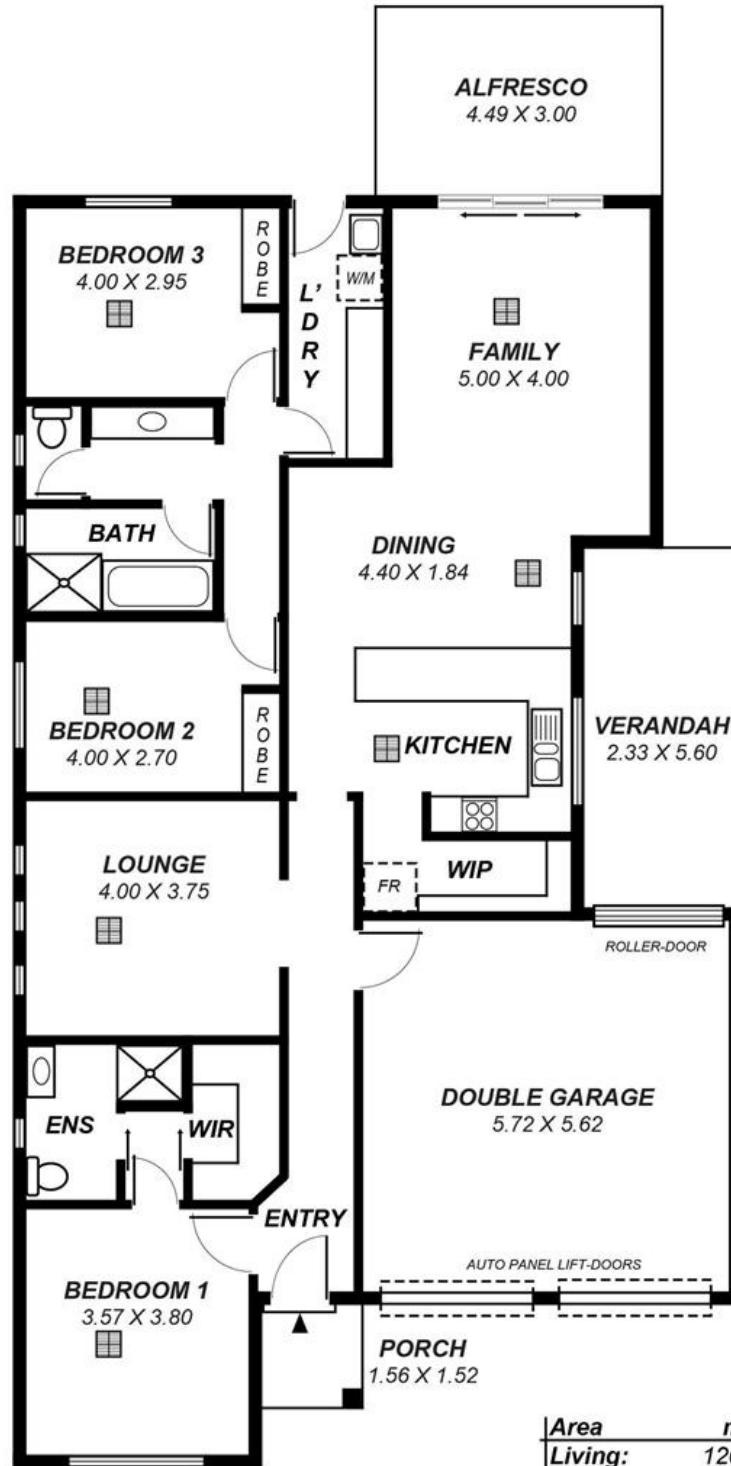 ALFRESCO
4.49 X 3.00
BEDROOM 3
4.00 X 2.95
ROBE
L'DRY
W/M
FAMILY
5.00 X 4.00
BATH
DINING
4.40 X 1.84
BEDROOM 2
4.00 X 2.70
ROBE
KITCHEN
VERANDAH
2.33 X 5.60
LOUNGE
4.00 X 3.75
FR
WIP
ROLLER-DOOR
ENS
WIR
DOUBLE GARAGE
5.72 X 5.62
ENTRY
AUTO PANEL LIFT-DOORS
BEDROOM 1
3.57 X 3.80
PORCH
1.56 X 1.52
Area
Living: